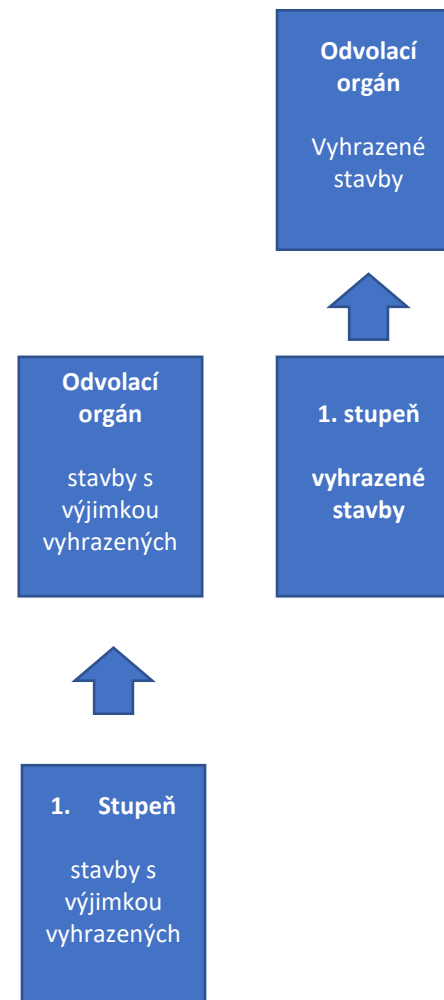 Odvolací
orgán
Vyhrazené
stavby
Odvolací
orgán
stavby s
výjimkou
vyhrazených
1. stupeň
vyhrazené
stavby
1. Stupeň
stavby s
výjimkou
vyhrazených